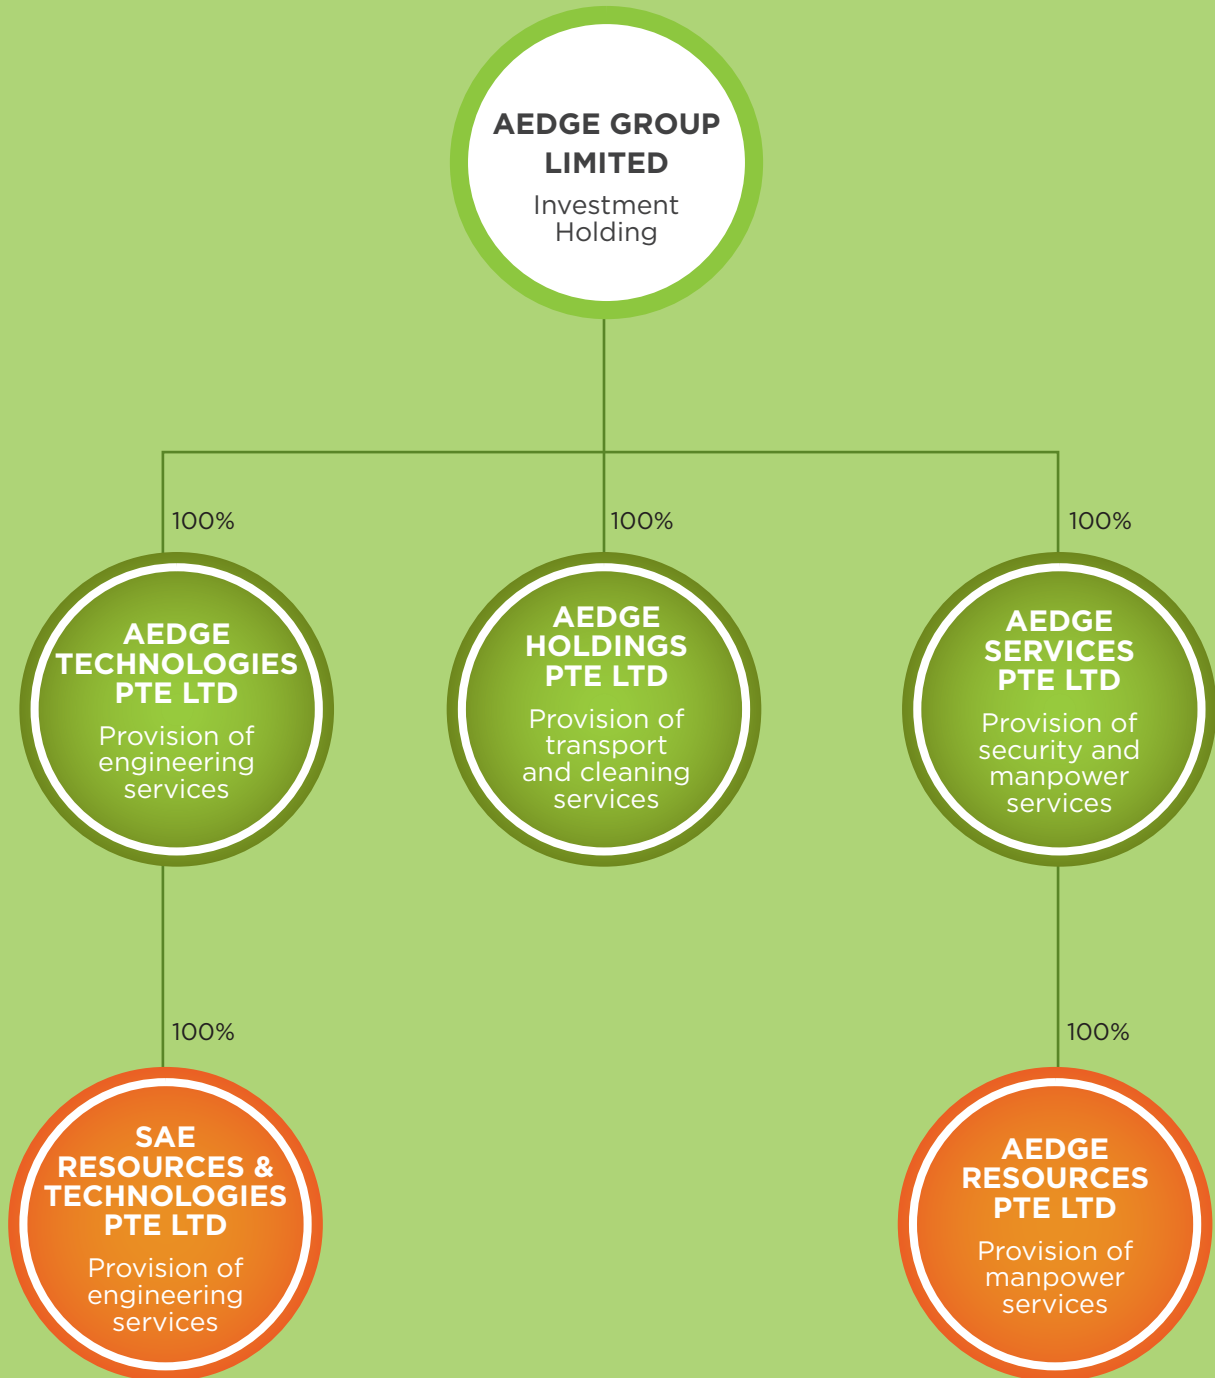 AEDGE GROUP
LIMITED
Investment
Holding
100%
100%
100%
AEDGE
TECHNOLOGIES
PTE LTD
Provision of
engineering
services
AEDGE
HOLDINGS
PTE LTD
Provision of
transport
and cleaning
services
AEDGE
SERVICES
PTE LTD
Provision of
security and
manpower
services
100%
100%
SAE
RESOURCES &
TECHNOLOGIES
PTE LTD
Provision of
engineering
services
AEDGE
RESOURCES
PTE LTD
Provision of
manpower
services